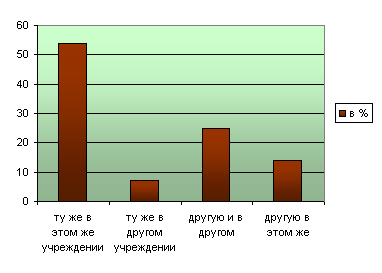 60
50
40
30
20
10
0
ту же в этом же учреждении
ту же в другом учреждении
другую и в другом
другую в этом же
в %